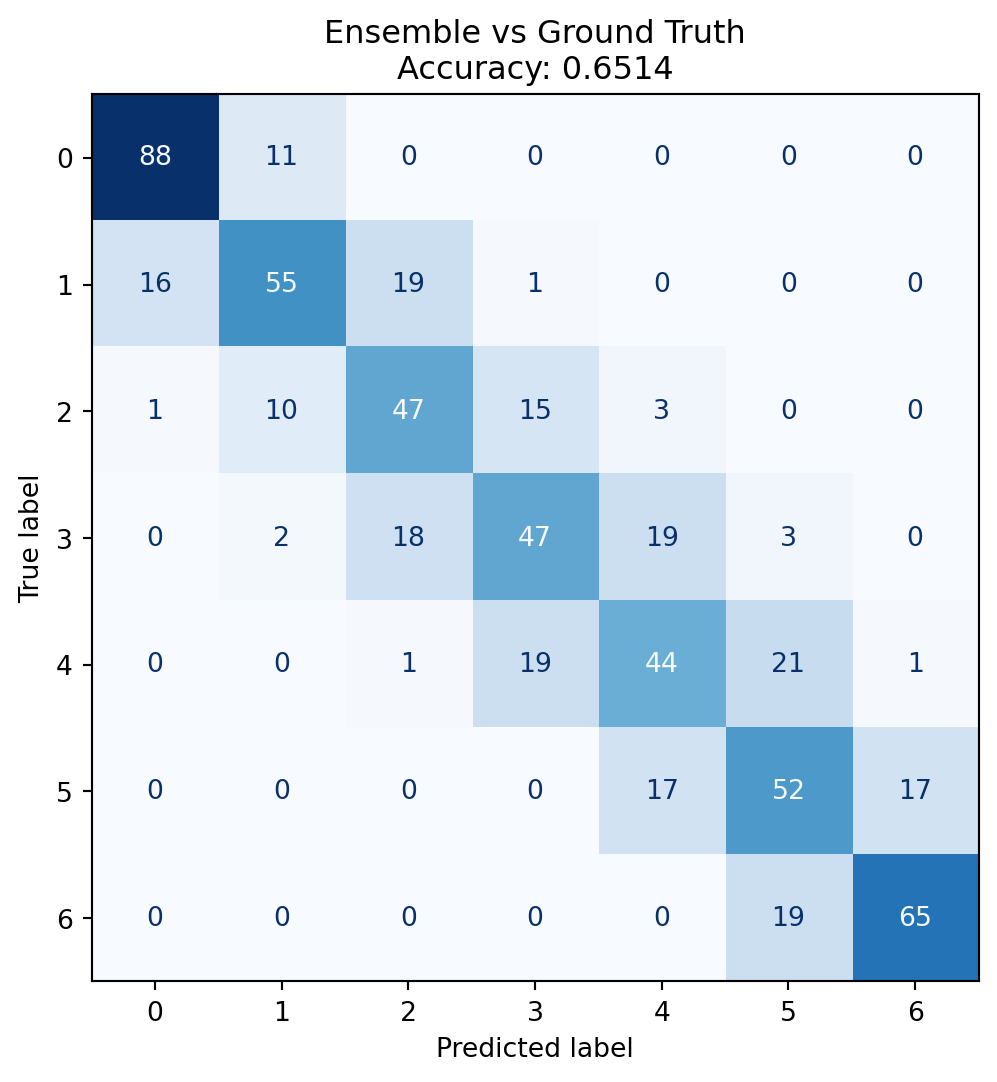 Ensemble vs Ground Truth
Accuracy: 0.6514
0 88 11 0 0 0 0 0
1 16 55 19 1 0 0 0
2 1 10 47 15 3 0 0
3 0 2 18 47 19 3 0
4 0 0 1 19 44 21 1
5 0 0 0 0 17 52 17
6 0 0 0 0 0 19 65
True label
0 1 2 3 4 5 6
Predicted label